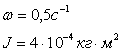 ω = 0,5c⁻¹
J = 4·10⁻⁴ кг·м²